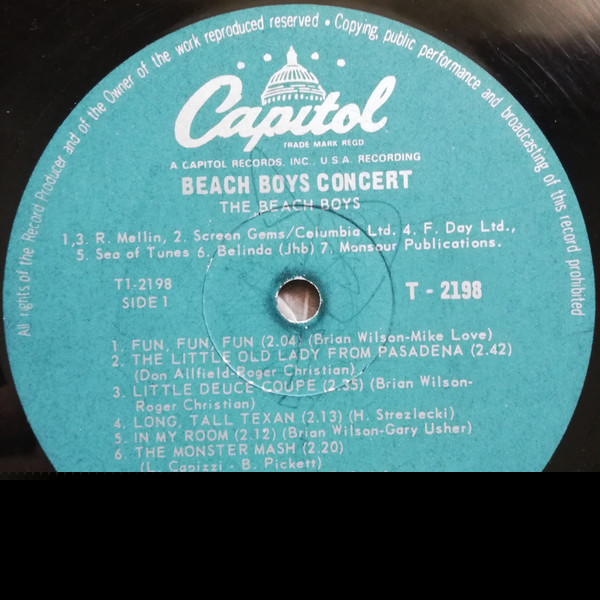 All rights of the Record Producer and of the Owner of the work reproduced reserved • Copying, public performance and broadcasting of this record prohibited
Capitol
TRADE MARK REGD
A CAPITOL RECORDS, INC., U.S.A. RECORDING
BEACH BOYS CONCERT
THE BEACH BOYS
1,3. R. Mellin, 2. Screen Gems/Columbia Ltd. 4. F. Day Ltd.,
5. Sea of Tunes 6. Belinda (Jhb) 7. Monsour Publications.
T1-2198
SIDE 1
T - 2198
1. FUN, FUN, FUN (2.04) (Brian Wilson-Mike Love)
2. THE LITTLE OLD LADY FROM PASADENA (2.42)
(Don Allfield-Roger Christian)
3. LITTLE DEUCE COUPE (2.35) (Brian Wilson-
Roger Christian)
4. LONG, TALL TEXAN (2.13) (H. Strezlecki)
5. IN MY ROOM (2.12) (Brian Wilson-Gary Usher)
6. THE MONSTER MASH (2.20)
(L. Capizzi - B. Pickett)